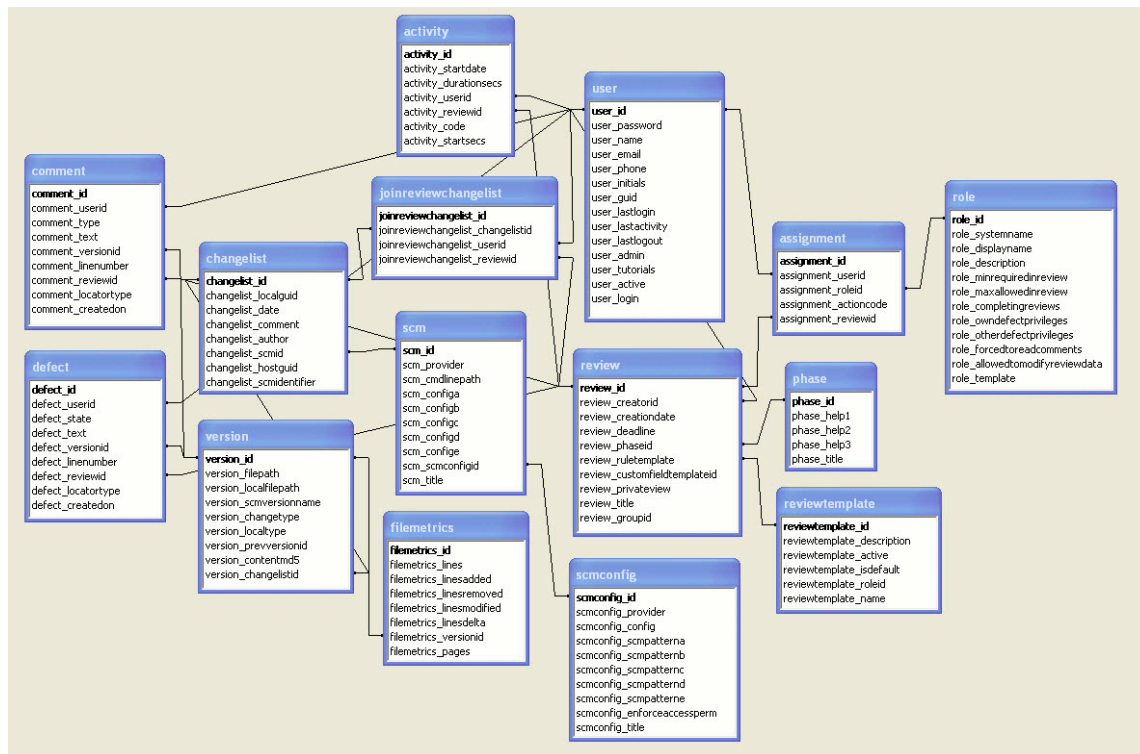 activity
activity_id
activity_startdate
activity_durationsecs
activity_userid
activity_reviewid
activity_code
activity_startsecs
user
user_id
user_password
user_name
user_email
user_phone
user_initials
user_guid
user_lastlogin
user_lastactivity
user_lastlogout
user_admin
user_tutorials
user_active
user_login
comment
comment_id
comment_userid
comment_type
comment_text
comment_versionid
comment_linenumber
comment_reviewid
comment_locatortype
comment_createdon
joinreviewchangelist
joinreviewchangelist_id
joinreviewchangelist_changelistid
joinreviewchangelist_userid
joinreviewchangelist_reviewid
role
role_id
role_systemname
role_displayname
role_description
role_minrequiredinreview
role_maxallowedinreview
role_completingreviews
role_owndefectprivileges
role_otherdefectprivileges
role_forcedtoreadcomments
role_allowedtomodifyreviewdata
role_template
assignment
assignment_id
assignment_userid
assignment_roleid
assignment_actioncode
assignment_reviewid
changelist
changelist_id
changelist_localguid
changelist_date
changelist_comment
changelist_author
changelist_scmid
changelist_hostguid
changelist_scmidentifier
scm
scm_id
scm_provider
scm_cmdlinepath
scm_configa
scm_configb
scm_configc
scm_configd
scm_confige
scm_scmconfigid
scm_title
defect
defect_id
defect_userid
defect_state
defect_text
defect_versionid
defect_linenumber
defect_reviewid
defect_locatortype
defect_createdon
review
review_id
review_creatorid
review_creationdate
review_deadline
review_phaseid
review_ruletemplate
review_customfieldtemplateid
review_privateview
review_title
review_groupid
phase
phase_id
phase_help1
phase_help2
phase_help3
phase_title
version
version_id
version_filepath
version_localfilepath
version_scmversionname
version_changetype
version_localtype
version_prevversionid
version_contentmd5
version_changelistid
reviewtemplate
reviewtemplate_id
reviewtemplate_description
reviewtemplate_active
reviewtemplate_isdefault
reviewtemplate_roleid
reviewtemplate_name
filemetrics
filemetrics_id
filemetrics_lines
filemetrics_linesadded
filemetrics_linesremoved
filemetrics_linesmodified
filemetrics_linesdelta
filemetrics_versionid
filemetrics_pages
scmconfig
scmconfig_id
scmconfig_provider
scmconfig_config
scmconfig_scmpatterna
scmconfig_scmpatternb
scmconfig_scmpatternc
scmconfig_scmpatternd
scmconfig_scmpatterne
scmconfig_enforceaccessperm
scmconfig_title